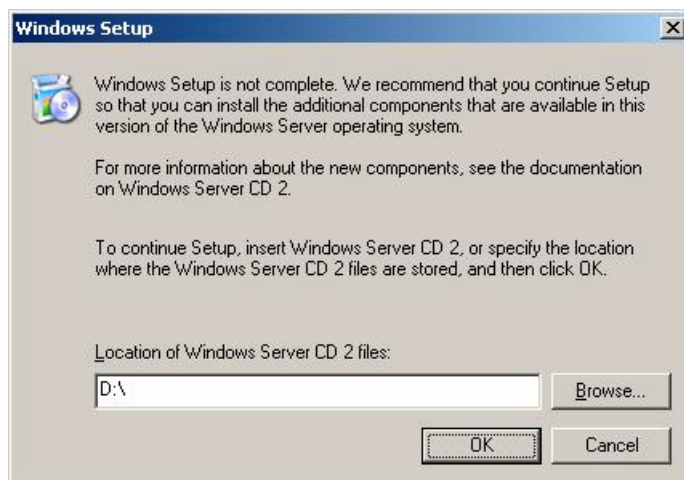 Windows Setup
Windows Setup is not complete. We recommend that you continue Setup
so that you can install the additional components that are available in this
version of the Windows Server operating system.
For more information about the new components, see the documentation
on Windows Server CD 2.
To continue Setup, insert Windows Server CD 2, or specify the location
where the Windows Server CD 2 files are stored, and then click OK.
Location of Windows Server CD 2 files:
D:\
Browse...
OK
Cancel